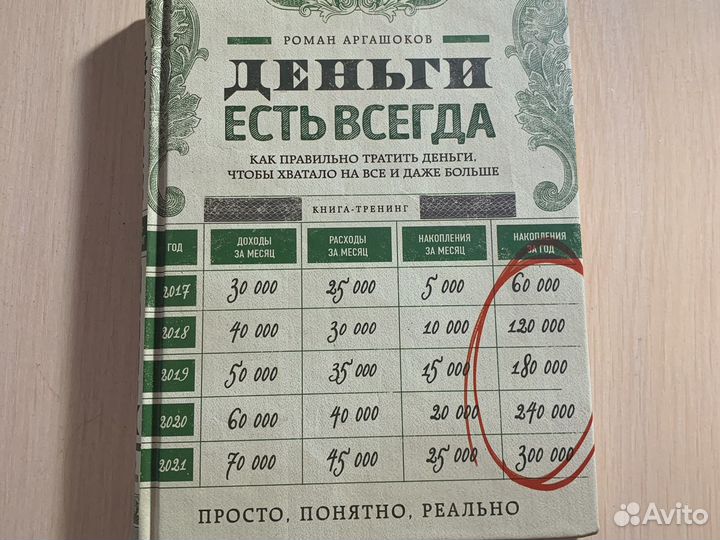 РОМАН АРГАШОКОВ
ДЕНЬГИ
ЕСТЬ ВСЕГДА
КАК ПРАВИЛЬНО ТРАТИТЬ ДЕНЬГИ,
ЧТОБЫ ХВАТАЛО НА ВСЕ И ДАЖЕ БОЛЬШЕ
КНИГА-ТРЕНИНГ
ГОД ДОХОДЫ ЗА МЕСЯЦ РАСХОДЫ ЗА МЕСЯЦ НАКОПЛЕНИЯ ЗА МЕСЯЦ НАКОПЛЕНИЯ ЗА ГОД
2017 30 000 25 000 5 000 60 000
2018 40 000 30 000 10 000 120 000
2019 50 000 35 000 15 000 180 000
2020 60 000 40 000 20 000 240 000
2021 70 000 45 000 25 000 300 000
ПРОСТО, ПОНЯТНО, РЕАЛЬНО
Avito